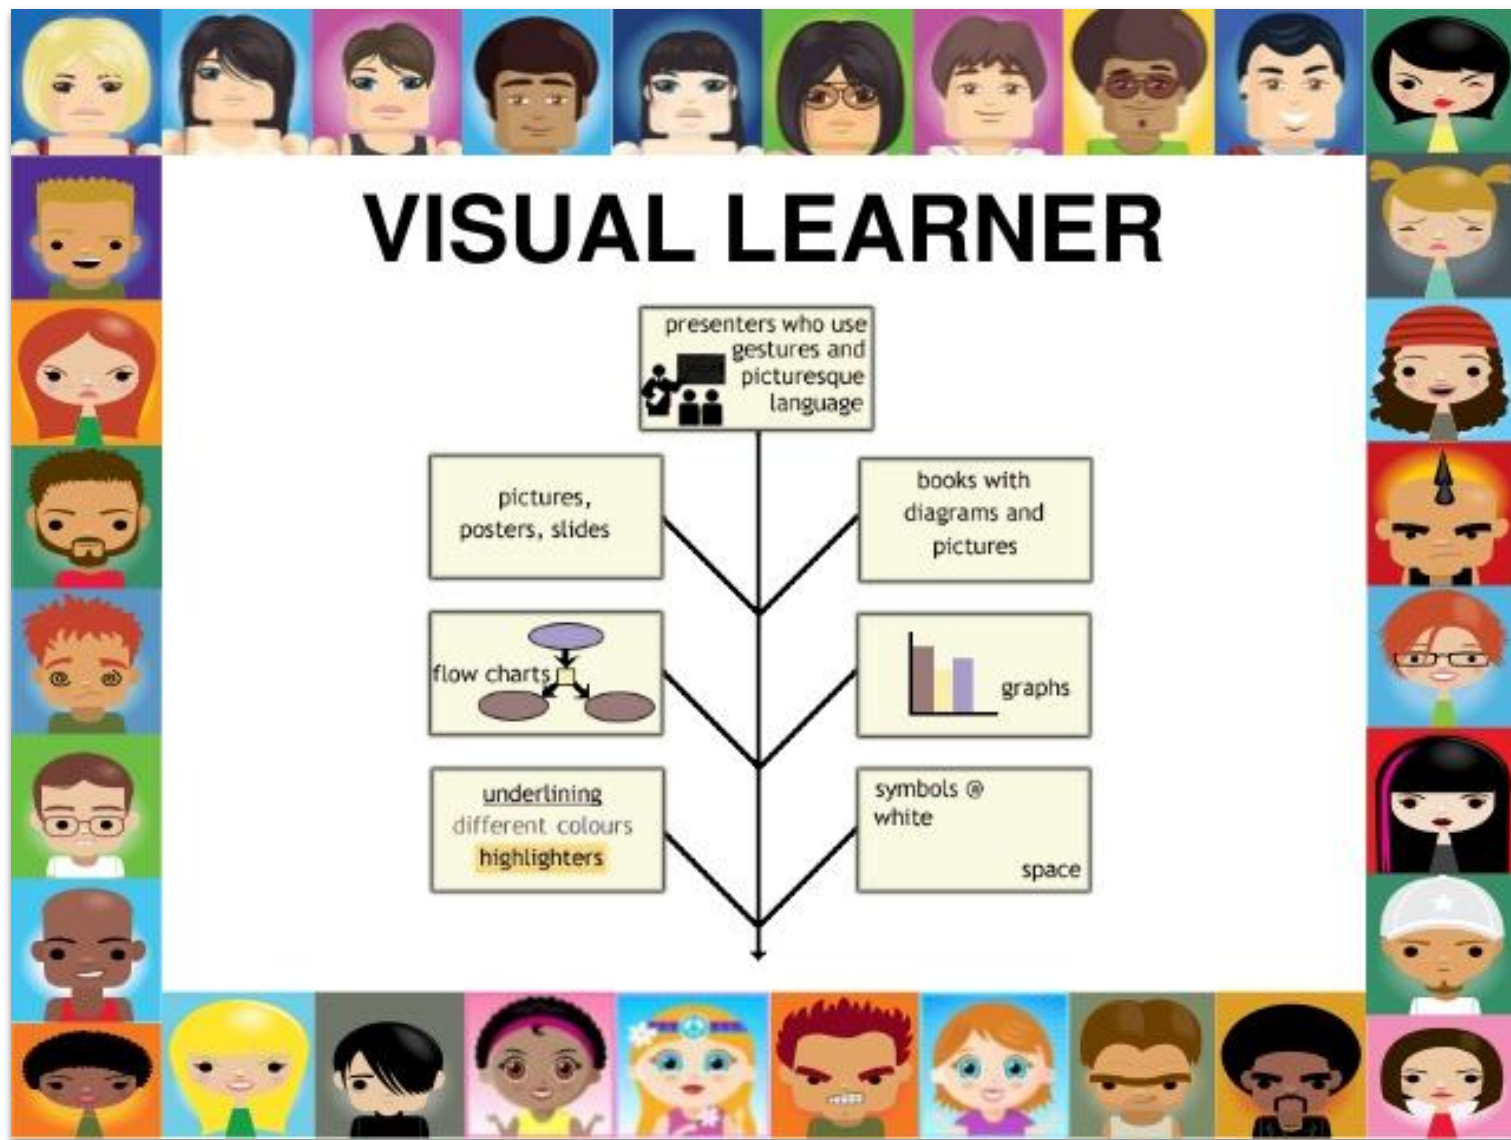 VISUAL LEARNER
presenters who use
gestures and
picturesque
language
pictures,
posters, slides
books with
diagrams and
pictures
flow charts
graphs
underlining
different colours
highlighters
symbols @
white
space